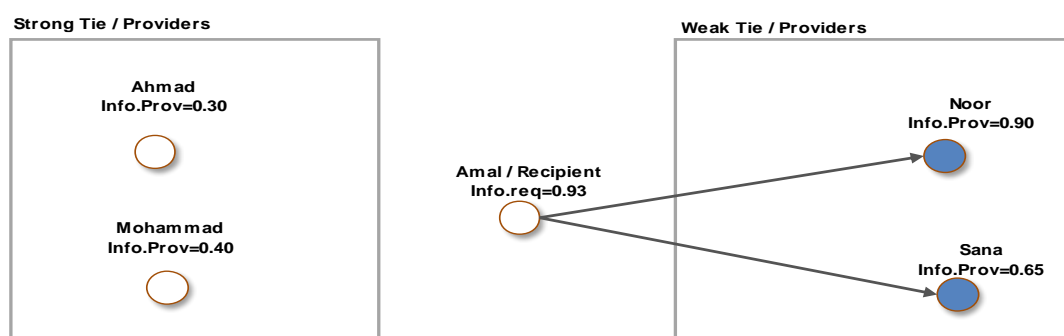 Strong Tie / Providers
Ahmad
Info.Prov=0.30
Mohammad
Info.Prov=0.40
Amal / Recipient
Info.req=0.93
Weak Tie / Providers
Noor
Info.Prov=0.90
Sana
Info.Prov=0.65